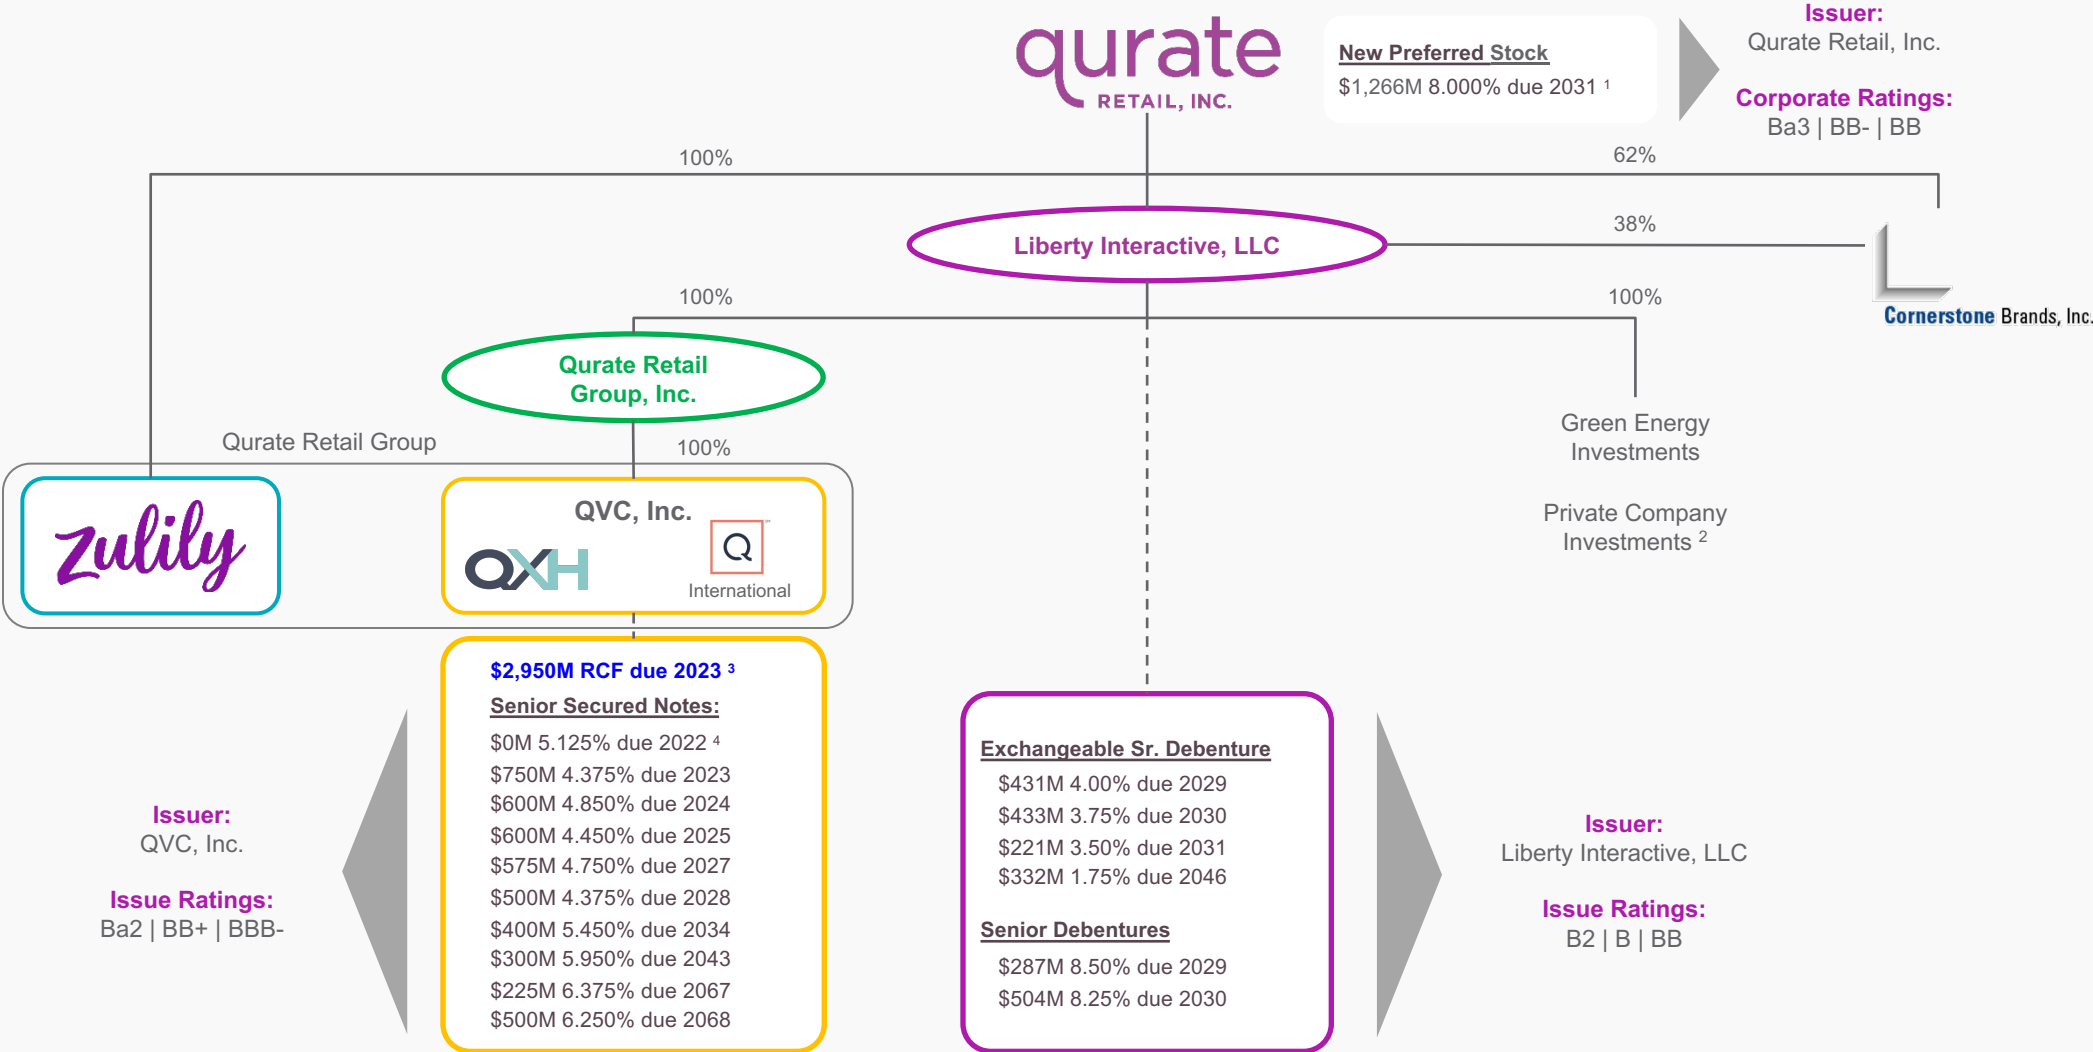 qurate
RETAIL, INC.
New Preferred Stock
$1,266M 8.000% due 2031 ¹
Issuer:
Qurate Retail, Inc.
Corporate Ratings:
Ba3 | BB- | BB
100%
62%
Liberty Interactive, LLC
38%
Cornerstone Brands, Inc.
100%
100%
Qurate Retail
Group, Inc.
Qurate Retail Group
100%
Green Energy
Investments
Private Company
Investments ²
zulily
QVC, Inc.
QXH
Q
International
$2,950M RCF due 2023 ³
Senior Secured Notes:
$0M 5.125% due 2022 ⁴
$750M 4.375% due 2023
$600M 4.850% due 2024
$600M 4.450% due 2025
$575M 4.750% due 2027
$500M 4.375% due 2028
$400M 5.450% due 2034
$300M 5.950% due 2043
$225M 6.375% due 2067
$500M 6.250% due 2068
Issuer:
QVC, Inc.
Issue Ratings:
Ba2 | BB+ | BBB-
Exchangeable Sr. Debenture
$431M 4.00% due 2029
$433M 3.75% due 2030
$221M 3.50% due 2031
$332M 1.75% due 2046
Senior Debentures
$287M 8.50% due 2029
$504M 8.25% due 2030
Issuer:
Liberty Interactive, LLC
Issue Ratings:
B2 | B | BB